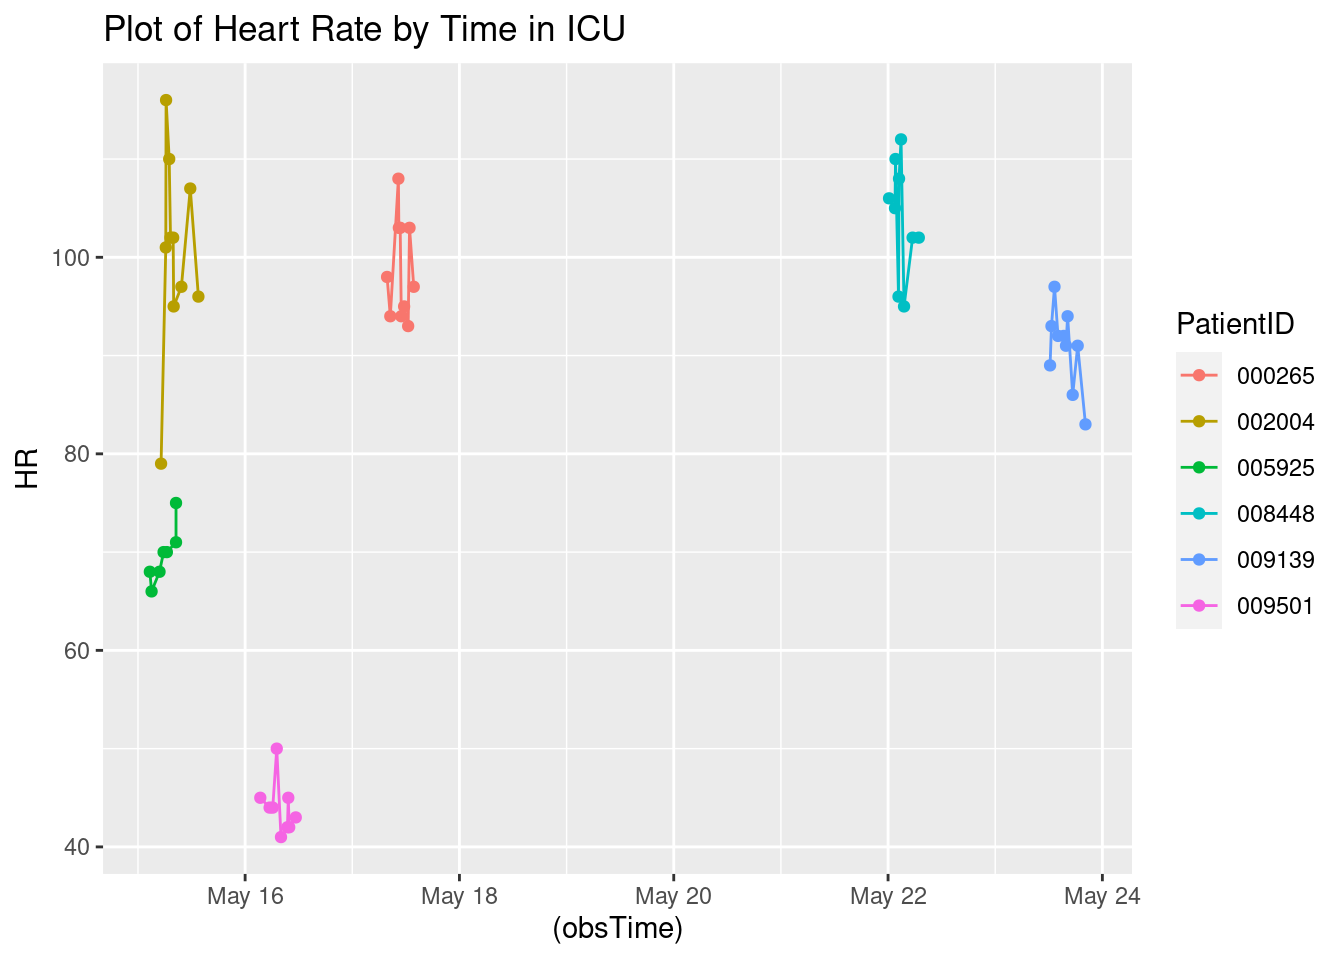 Plot of Heart Rate by Time in ICU
HR
100
80
60
40
May 16
May 18
May 20
May 22
May 24
(obsTime)
PatientID
000265
002004
005925
008448
009139
009501